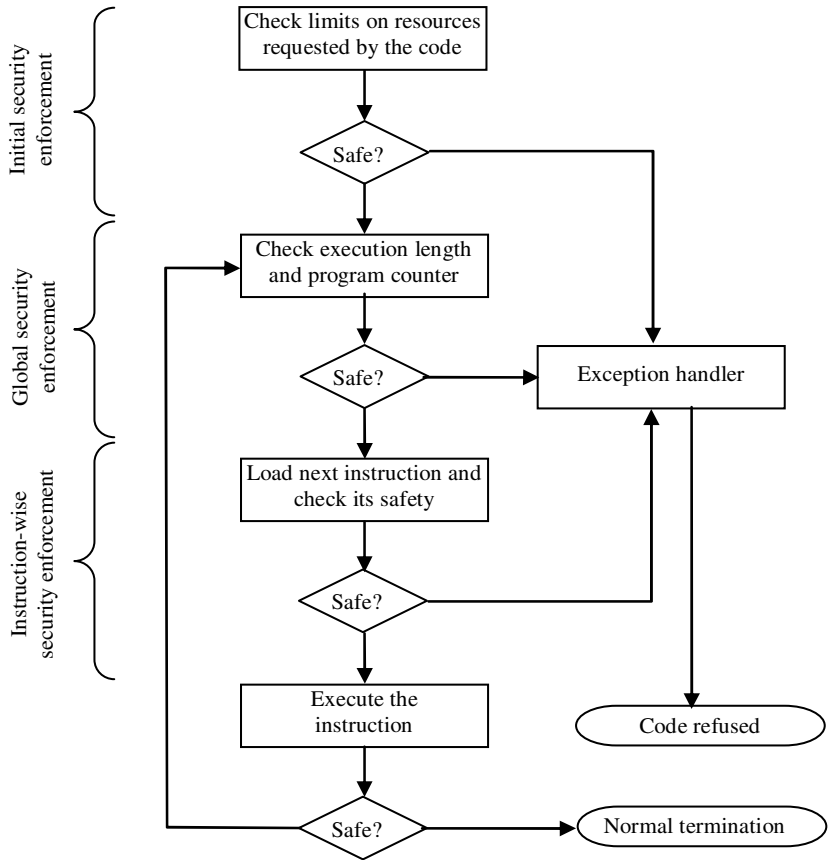 Check limits on resources
requested by the code
Initial security
enforcement
Safe?
Check execution length
and program counter
Global security
enforcement
Safe?
Exception handler
Load next instruction and
check its safety
Instruction-wise
security enforcement
Safe?
Execute the
instruction
Code refused
Safe?
Normal termination